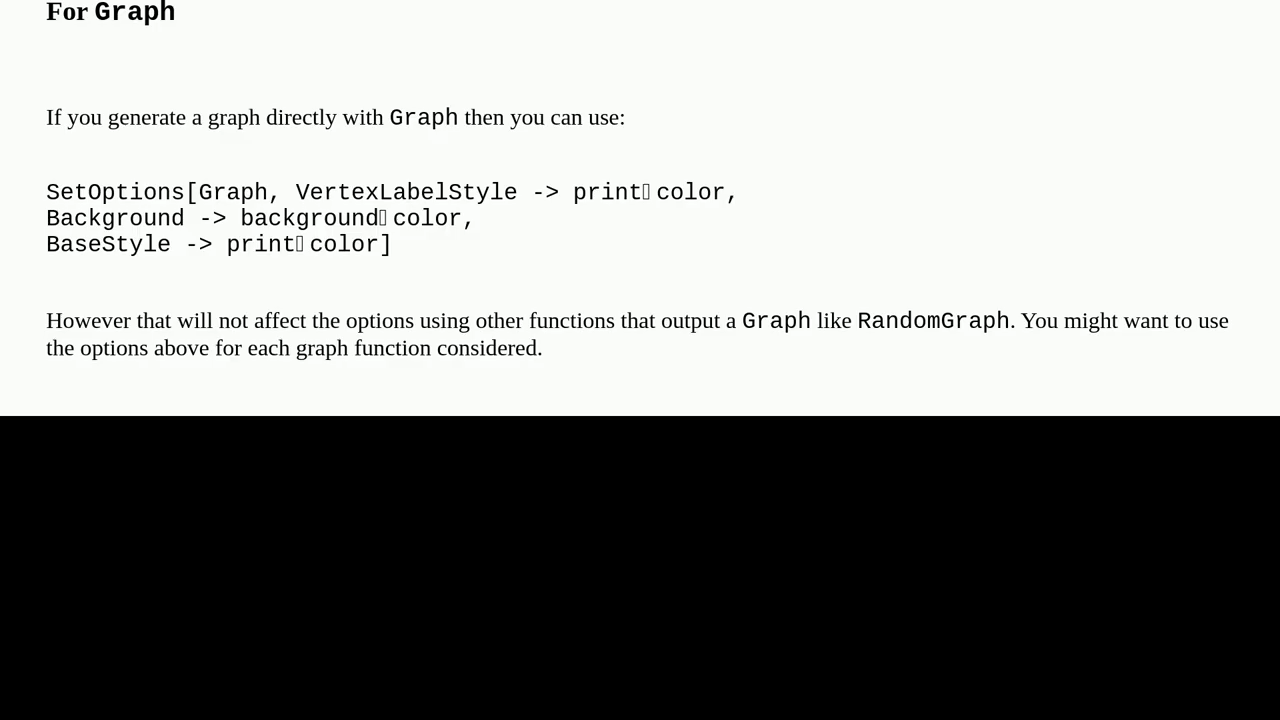 For Graph
If you generate a graph directly with Graph then you can use:
SetOptions[Graph, VertexLabelStyle -> print▯color,
Background -> background▯color,
BaseStyle -> print▯color]
However that will not affect the options using other functions that output a Graph like RandomGraph. You might want to use
the options above for each graph function considered.